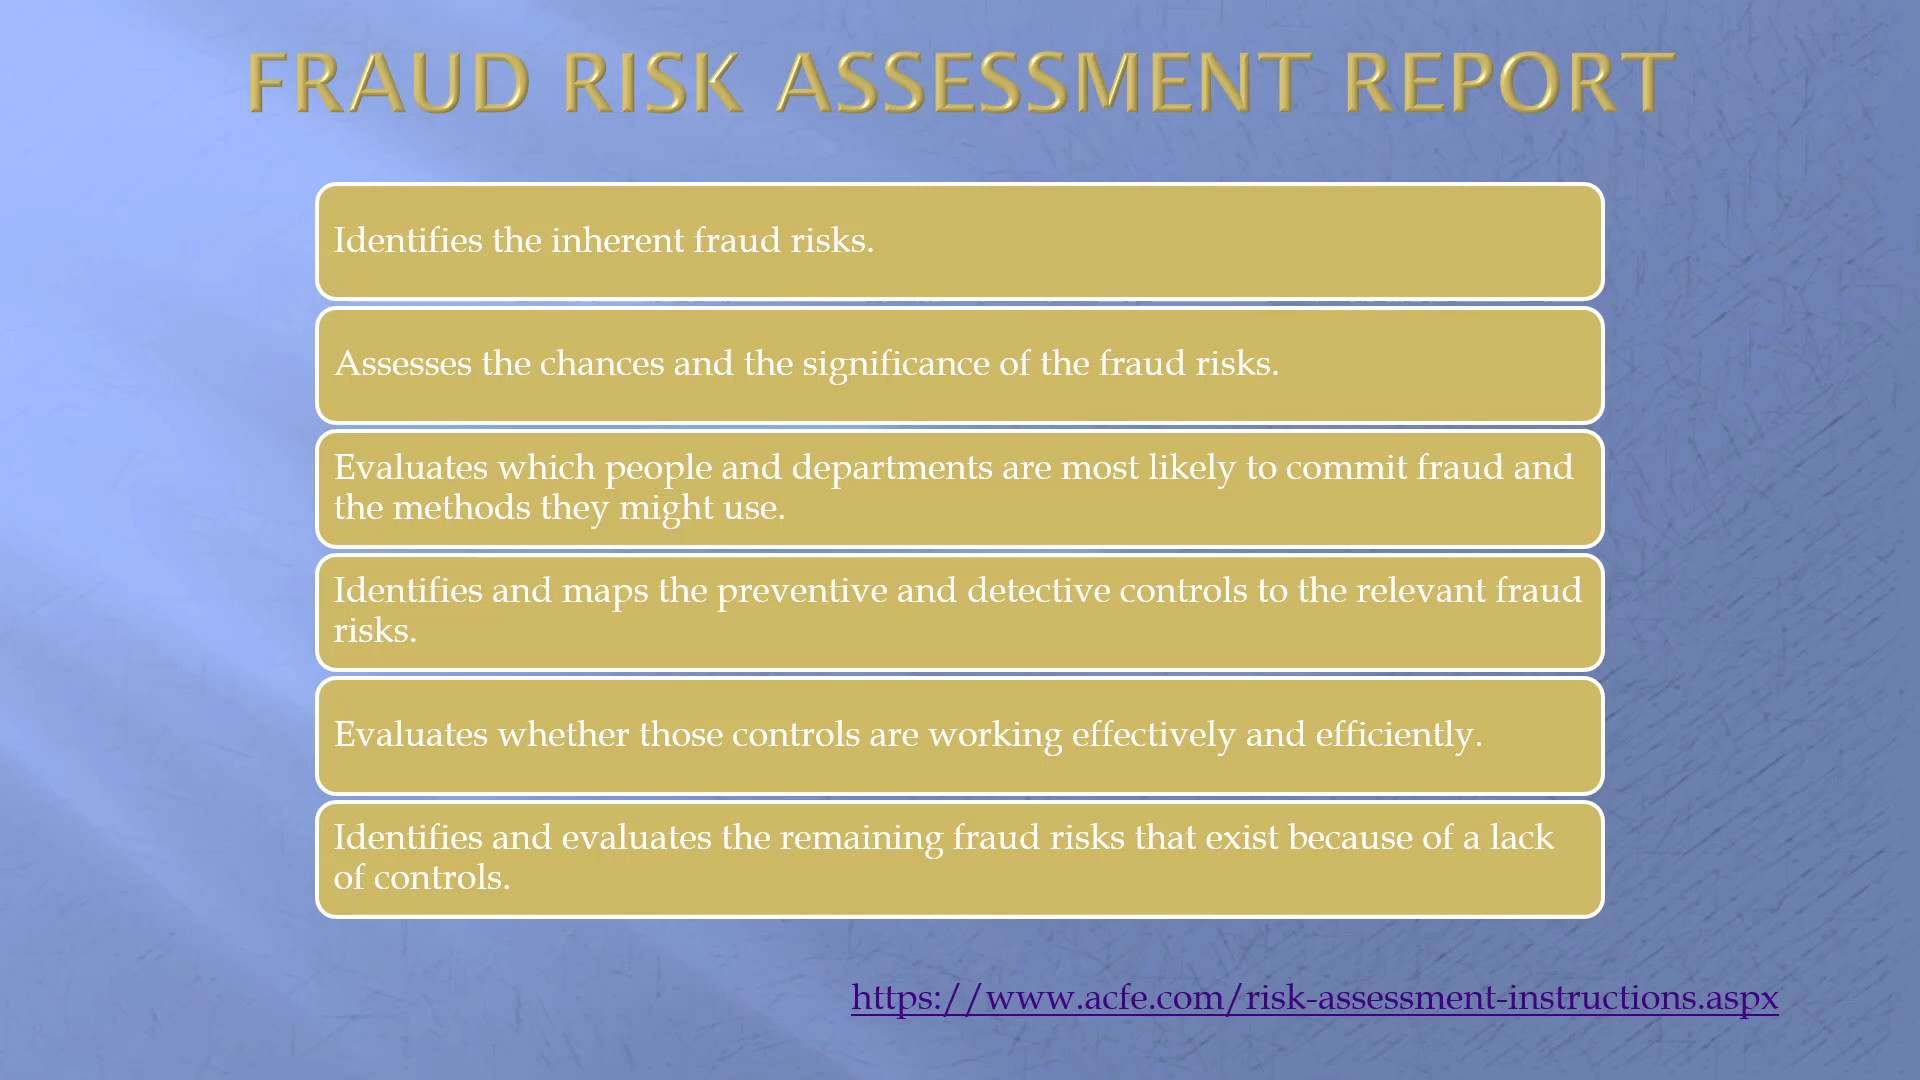 FRAUD RISK ASSESSMENT REPORT
Identifies the inherent fraud risks.
Assesses the chances and the significance of the fraud risks.
Evaluates which people and departments are most likely to commit fraud and
the methods they might use.
Identifies and maps the preventive and detective controls to the relevant fraud
risks.
Evaluates whether those controls are working effectively and efficiently.
Identifies and evaluates the remaining fraud risks that exist because of a lack
of controls.
https://www.acfe.com/risk-assessment-instructions.aspx